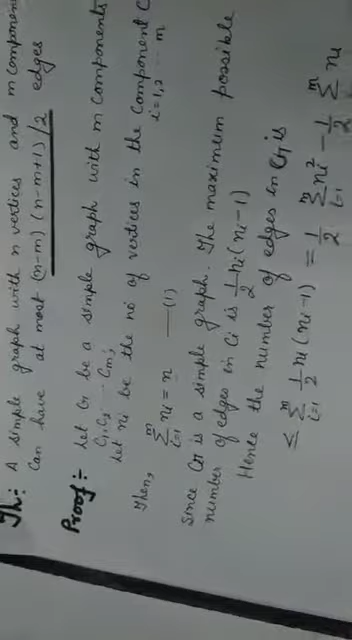 Th:- A simple graph with n vertices and m
can have at most (n-m)(n-m+1)/2 edges
Proof:- let G be a simple graph with m components
C₁, C₂ ..... Cₘ;
let ni be the no of vertices in the component C
i=1,2 ... m
Then, m∑i=1 ni = n —(1)
Since G is a simple graph. The maximum possible
number of edges in Ci is 1/2 ni(ni-1)
Hence the number of edges in G is
≤ m∑i=1 1/2 ni(ni-1) = 1/2 m∑i=1 ni² - 1/2 m∑ ni